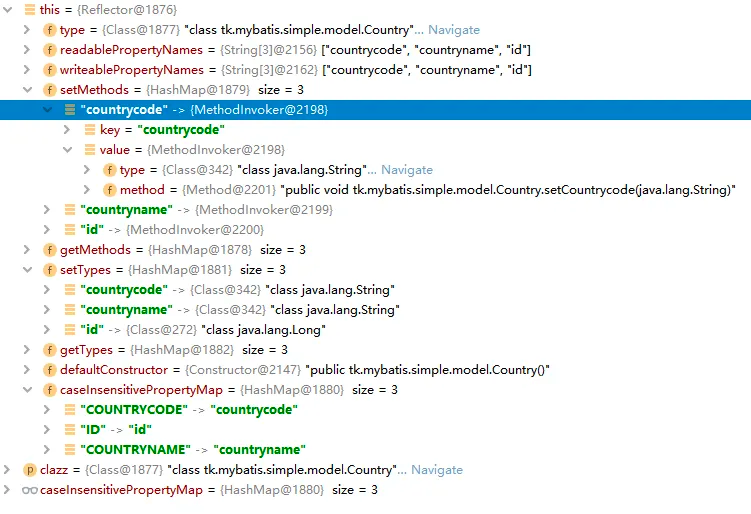 this = {Reflector@1876}
f type = {Class@1877} "class tk.mybatis.simple.model.Country"... Navigate
f readablePropertyNames = {String[3]@2156} ["countrycode", "countryname", "id"]
f writeablePropertyNames = {String[3]@2162} ["countrycode", "countryname", "id"]
f setMethods = {HashMap@1879} size = 3
"countrycode" -> {MethodInvoker@2198}
key = "countrycode"
value = {MethodInvoker@2198}
f type = {Class@342} "class java.lang.String"... Navigate
f method = {Method@2201} "public void tk.mybatis.simple.model.Country.setCountrycode(java.lang.String)"
"countryname" -> {MethodInvoker@2199}
"id" -> {MethodInvoker@2200}
f getMethods = {HashMap@1878} size = 3
f setTypes = {HashMap@1881} size = 3
"countrycode" -> {Class@342} "class java.lang.String"
"countryname" -> {Class@342} "class java.lang.String"
"id" -> {Class@272} "class java.lang.Long"
f getTypes = {HashMap@1882} size = 3
f defaultConstructor = {Constructor@2147} "public tk.mybatis.simple.model.Country()"
f caseInsensitivePropertyMap = {HashMap@1880} size = 3
"COUNTRYCODE" -> "countrycode"
"ID" -> "id"
"COUNTRYNAME" -> "countryname"
p clazz = {Class@1877} "class tk.mybatis.simple.model.Country"... Navigate
caseInsensitivePropertyMap = {HashMap@1880} size = 3